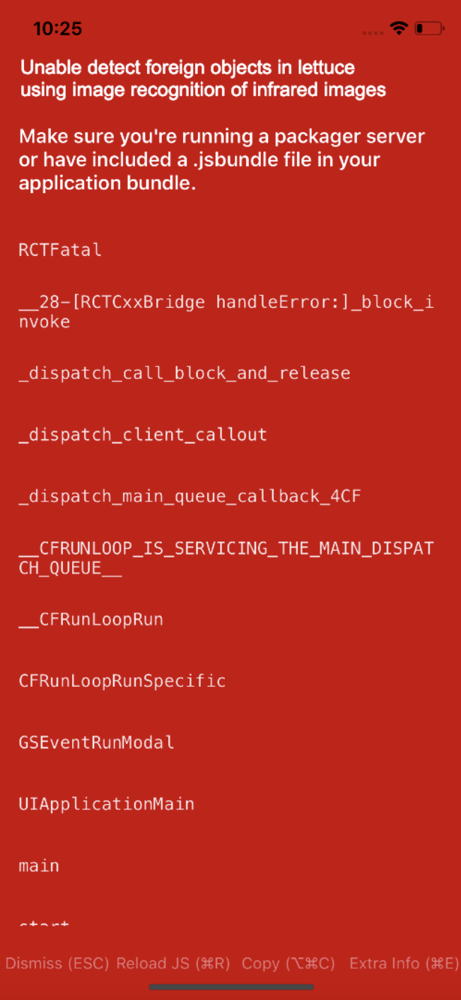 10:25
Unable detect foreign objects in lettuce
using image recognition of infrared images
Make sure you're running a packager server
or have included a .jsbundle file in your
application bundle.
RCTFatal
__28-[RCTCxxBridge handleError:]_block_i
nvoke
_dispatch_call_block_and_release
_dispatch_client_callout
_dispatch_main_queue_callback_4CF
__CFRUNLOOP_IS_SERVICING_THE_MAIN_DISPAT
CH_QUEUE__
__CFRunLoopRun
CFRunLoopRunSpecific
GSEventRunModal
UIApplicationMain
main
start
Dismiss (ESC) Reload JS (⌘R) Copy (⌥⌘C) Extra Info (⌘E)